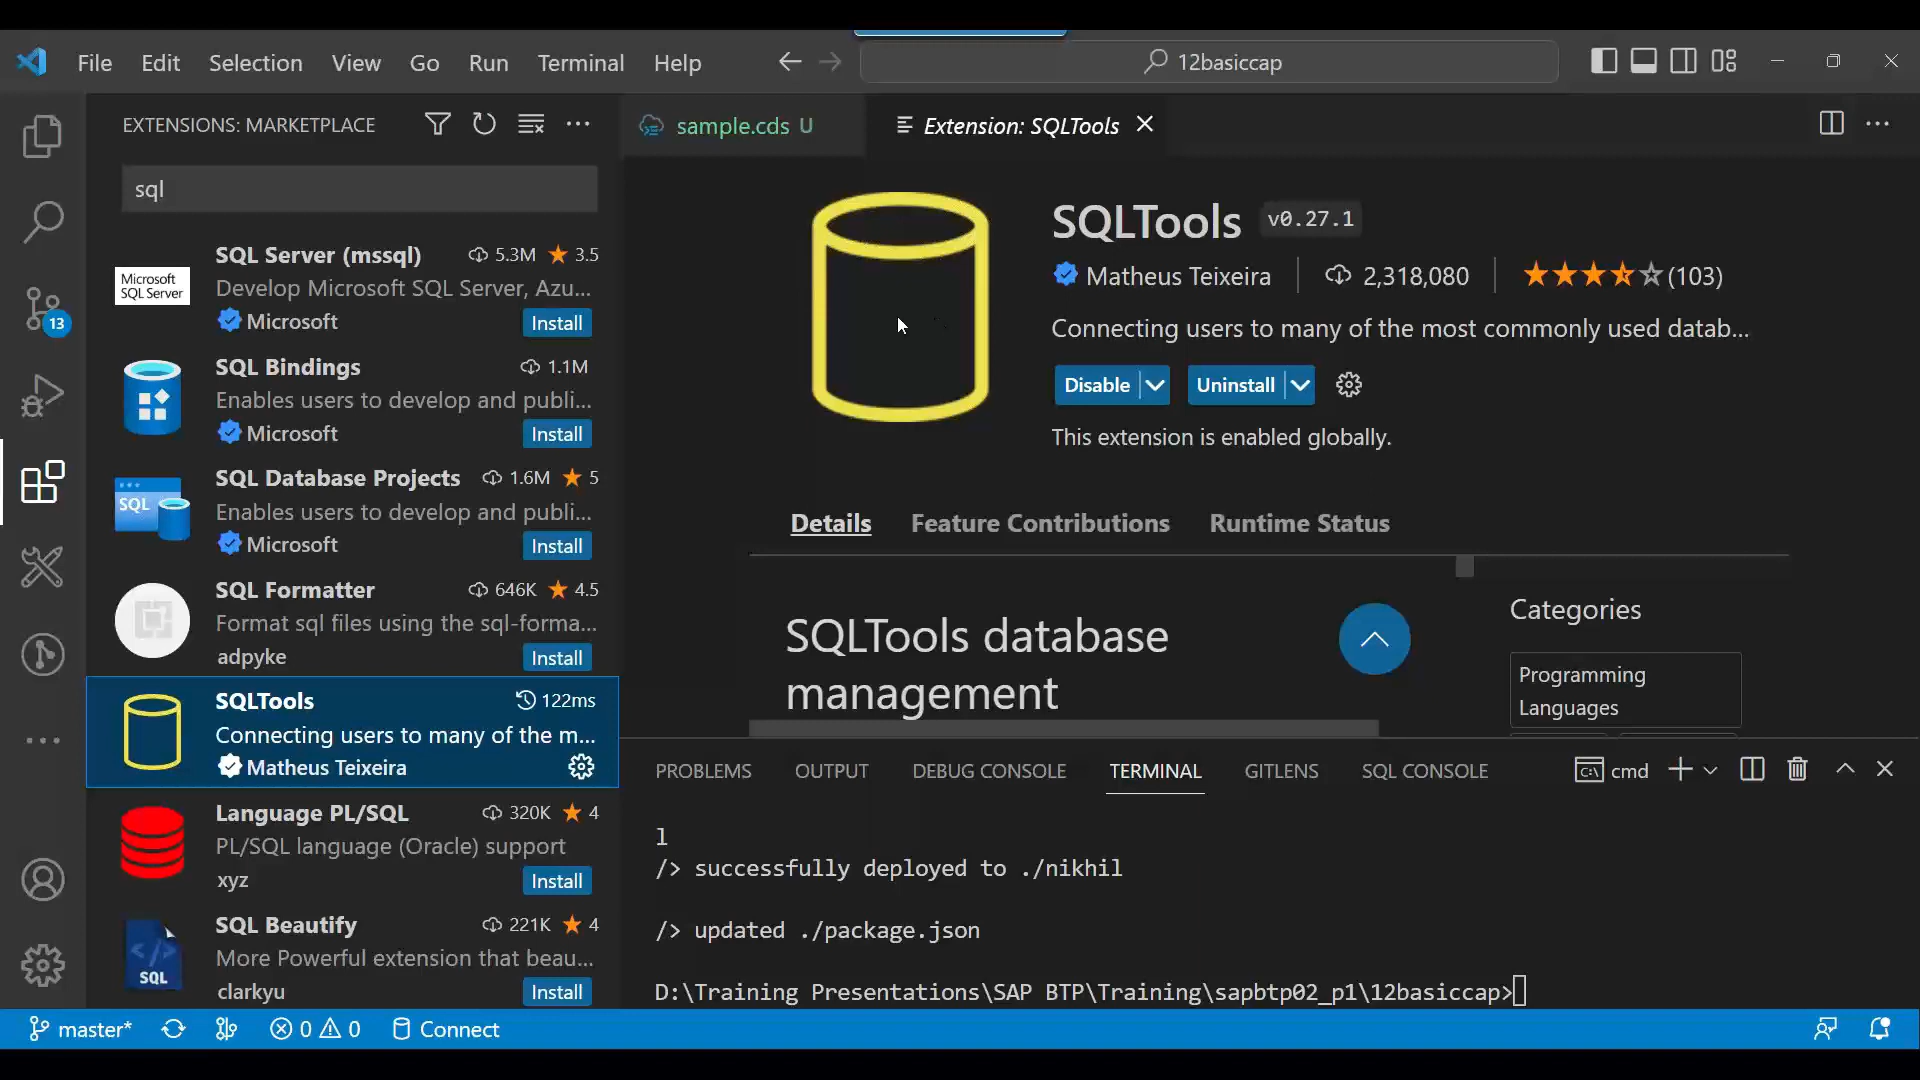 File Edit Selection View Go Run Terminal Help
12basiccap
EXTENSIONS: MARKETPLACE
sql
SQL Server (mssql) 5.3M 3.5
Develop Microsoft SQL Server, Azu...
Microsoft Install
Microsoft
SQL Server
SQL Bindings 1.1M
Enables users to develop and publi...
Microsoft Install
SQL Database Projects 1.6M 5
Enables users to develop and publi...
Microsoft Install
SQL
SQL Formatter 646K 4.5
Format sql files using the sql-forma...
adpyke Install
SQLTools 122ms
Connecting users to many of the m...
Matheus Teixeira
Language PL/SQL 320K 4
PL/SQL language (Oracle) support
xyz Install
SQL Beautify 221K 4
More Powerful extension that beau...
clarkyu Install
SQL
13
sample.cds U
Extension: SQLTools
SQLTools v0.27.1
Matheus Teixeira 2,318,080 (103)
Connecting users to many of the most commonly used datab...
Disable Uninstall
This extension is enabled globally.
Details Feature Contributions Runtime Status
SQLTools database
management
Categories
Programming
Languages
PROBLEMS OUTPUT DEBUG CONSOLE TERMINAL GITLENS SQL CONSOLE cmd
l
/> successfully deployed to ./nikhil
/> updated ./package.json
D:\Training Presentations\SAP BTP\Training\sapbtp02_p1\12basiccap>
master* 0 0 Connect